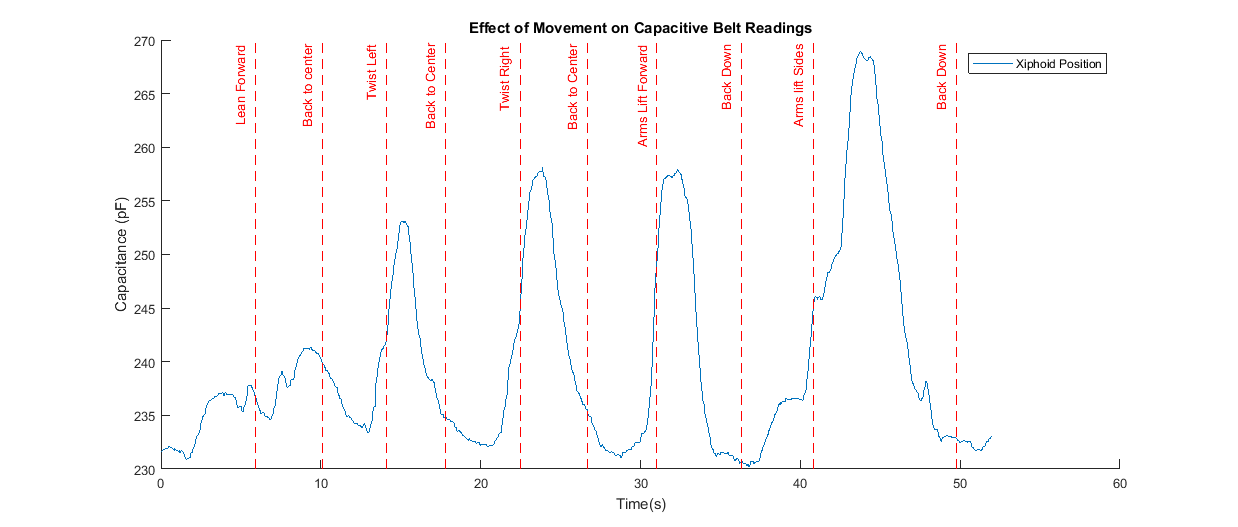 Effect of Movement on Capacitive Belt Readings
Capacitance (pF)
270
265
260
255
250
245
240
235
230
Lean Forward
Back to center
Twist Left
Back to Center
Twist Right
Back to Center
Arms Lift Forward
Back Down
Arms lift Sides
Back Down
Xiphoid Position
0
10
20
30
40
50
60
Time(s)